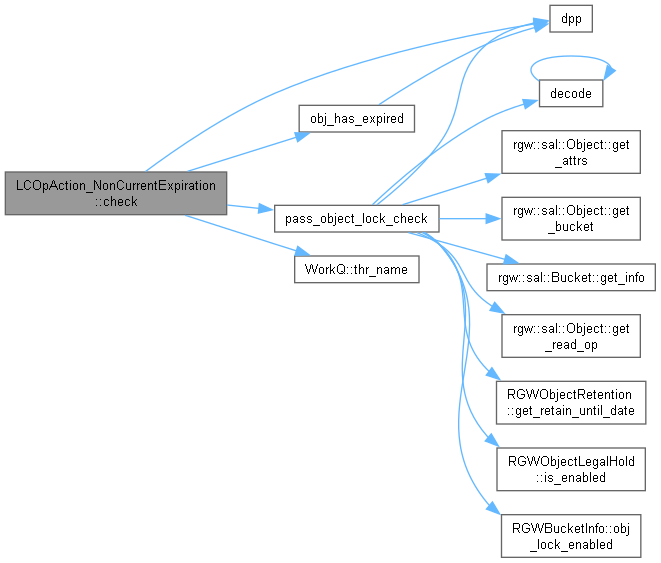 dpp
decode
obj_has_expired
rgw::sal::Object::get
_attrs
LCOpAction_NonCurrentExpiration
::check
pass_object_lock_check
rgw::sal::Object::get
_bucket
WorkQ::thr_name
rgw::sal::Bucket::get_info
rgw::sal::Object::get
_read_op
RGWObjectRetention
::get_retain_until_date
RGWObjectLegalHold
::is_enabled
RGWBucketInfo::obj
_lock_enabled